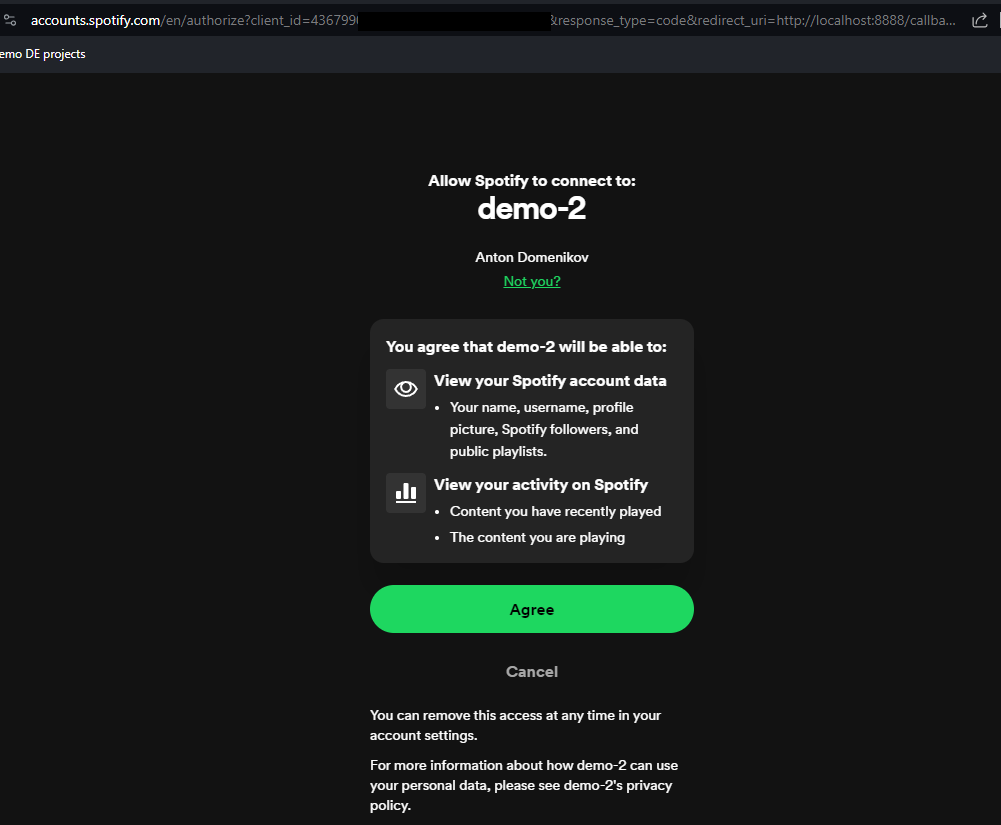 accounts.spotify.com/en/authorize?client_id=436799 &response_type=code&redirect_uri=http://localhost:8888/callba...
emo DE projects
Allow Spotify to connect to:
demo-2
Anton Domenikov
Not you?
You agree that demo-2 will be able to:
View your Spotify account data
• Your name, username, profile
picture, Spotify followers, and
public playlists.
View your activity on Spotify
• Content you have recently played
• The content you are playing
Agree
Cancel
You can remove this access at any time in your
account settings.
For more information about how demo-2 can use
your personal data, please see demo-2's privacy
policy.